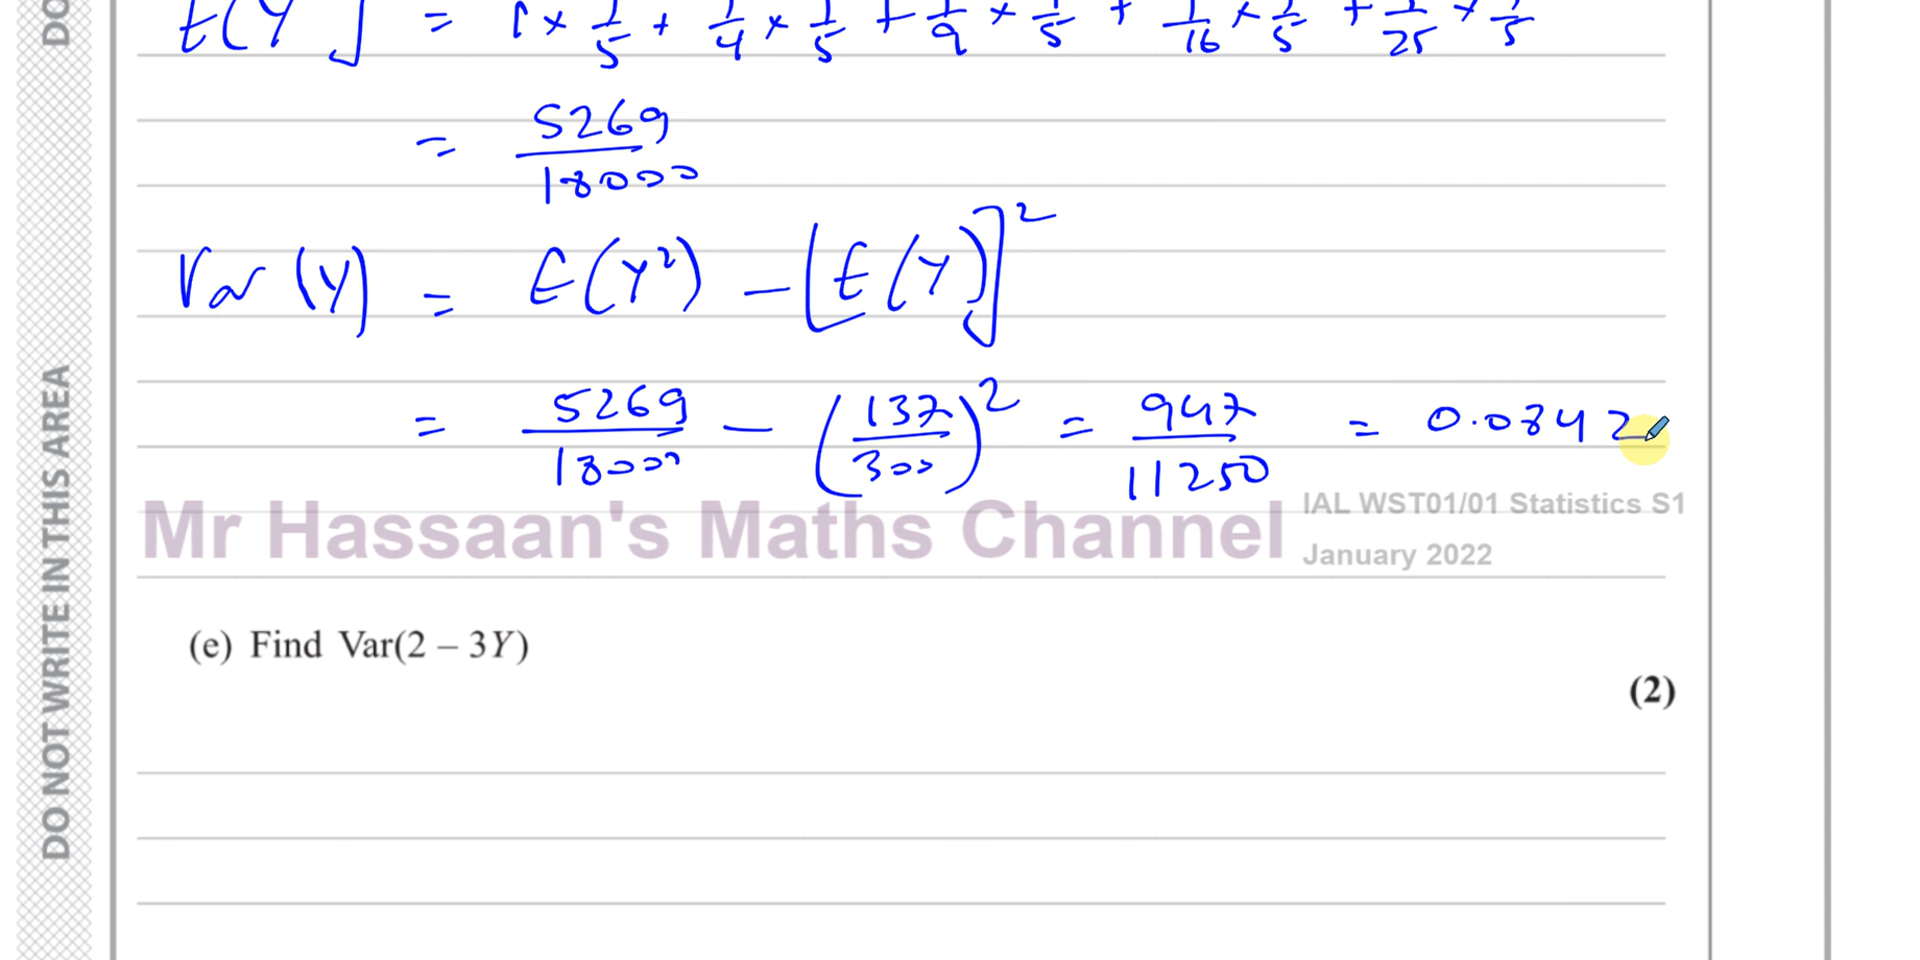 E(Y²) = 1 × 1/5 + 1/4 × 1/5 + 1/9 × 1/5 + 1/16 × 1/5 + 1/25 × 1/5
= 5269/18000
Var (Y) = E(Y²) - [E(Y)]²
= 5269/18000 - (137/300)² = 947/11250 = 0.0842
Mr Hassaan's Maths Channel
IAL WST01/01 Statistics S1
January 2022
(e) Find Var(2 – 3Y)
(2)
DO NOT WRITE IN THIS AREA
DO